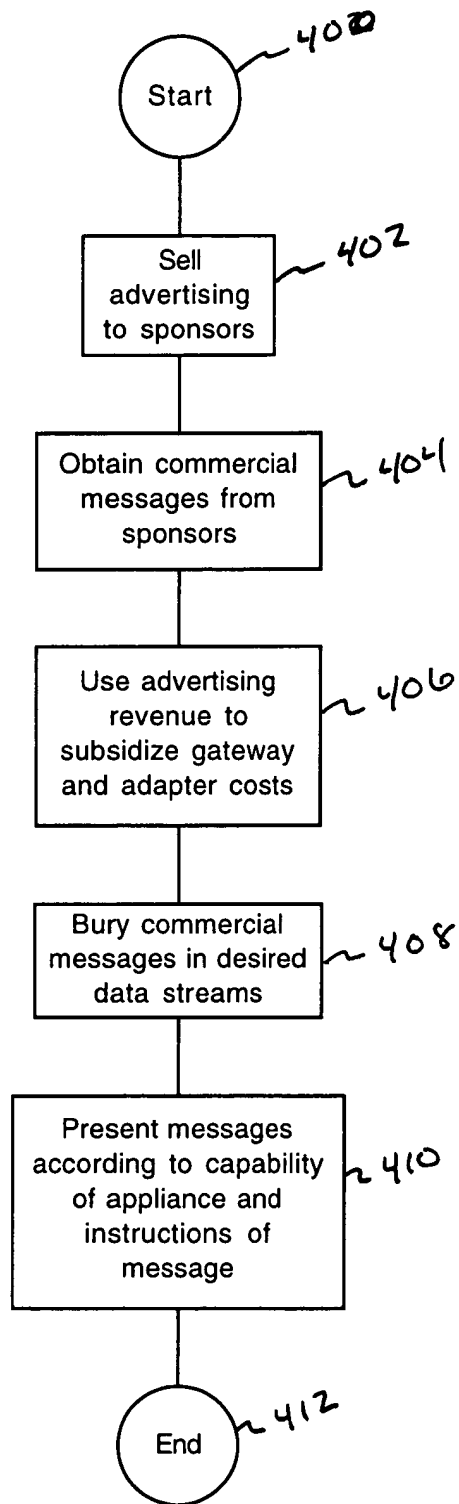 400
Start
402
Sell
advertising
to sponsors
404
Obtain commercial
messages from
sponsors
406
Use advertising
revenue to
subsidize gateway
and adapter costs
408
Bury commercial
messages in desired
data streams
410
Present messages
according to capability
of appliance and
instructions of
message
412
End